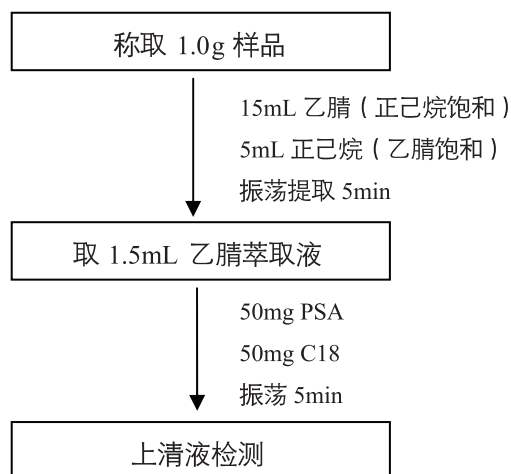 称取 1.0g 样品
15mL 乙腈（正己烷饱和）
5mL 正己烷（乙腈饱和）
振荡提取 5min
取 1.5mL 乙腈萃取液
50mg PSA
50mg C18
振荡 5min
上清液检测